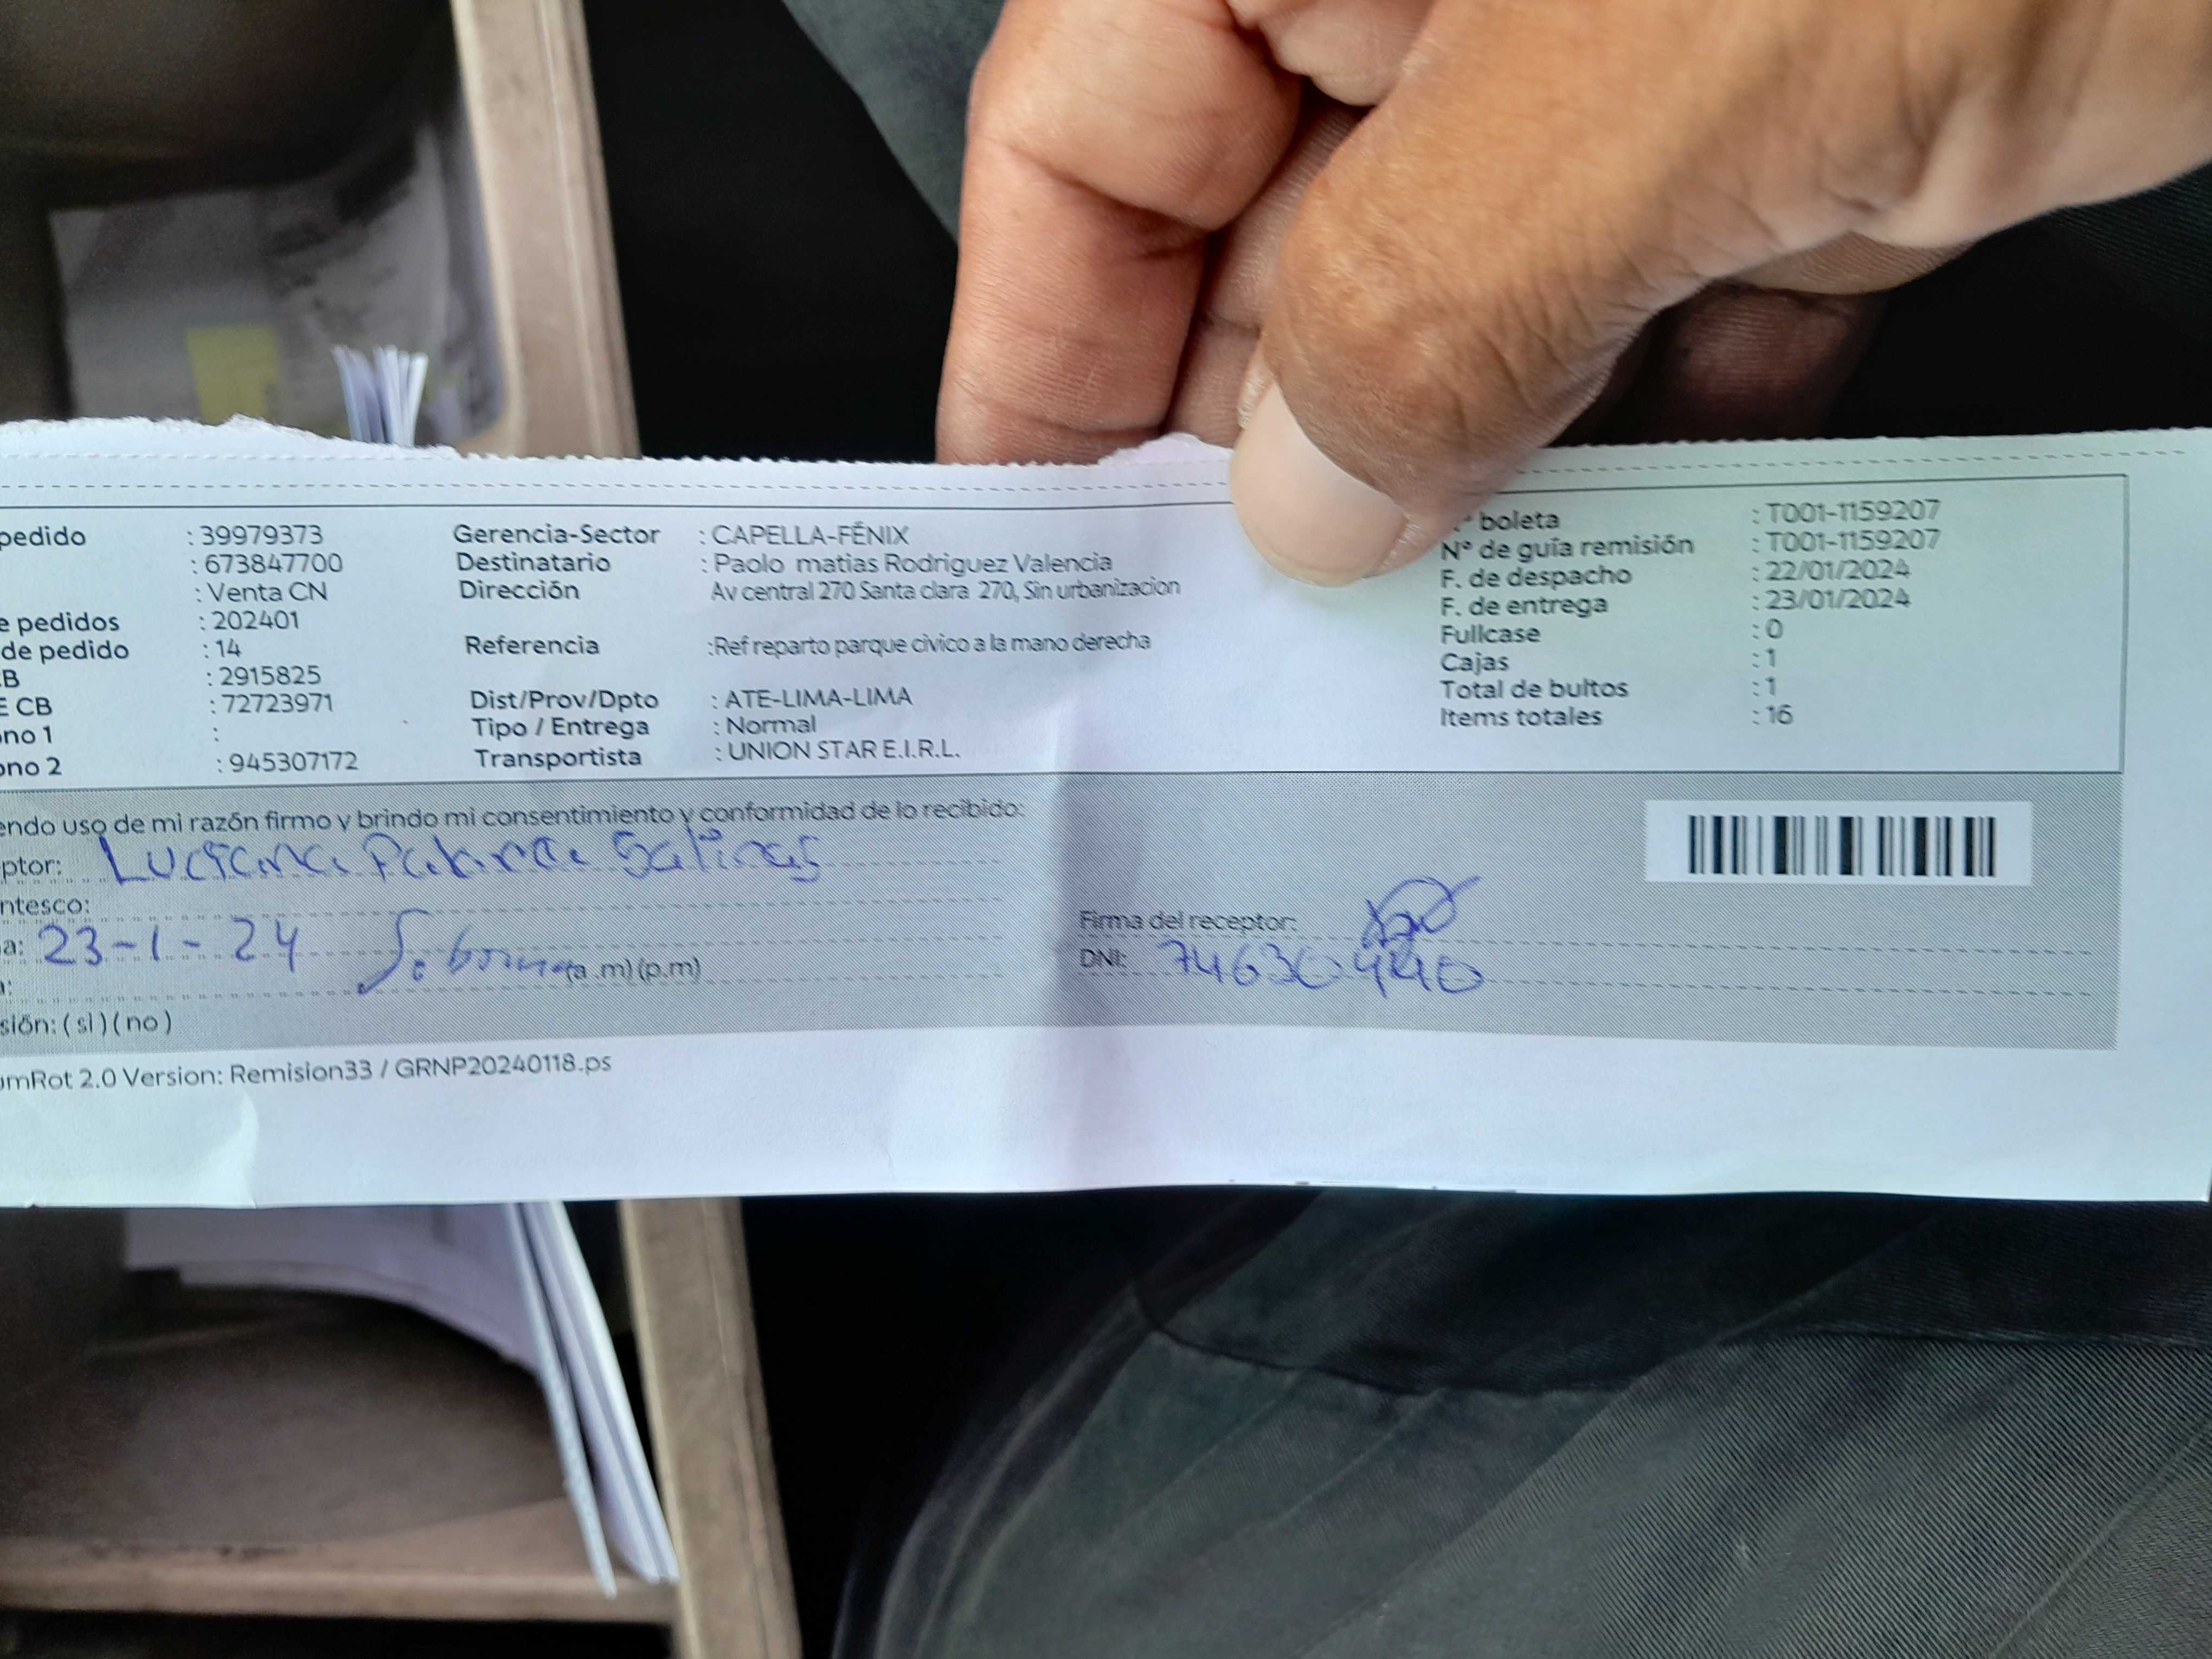 pedido : 39979373 Gerencia-Sector : CAPELLA-FÉNIX ° boleta : T001-1159207
: 673847700 Destinatario : Paolo matias Rodriguez Valencia N° de guía remisión : T001-1159207
: Venta CN Dirección Av central 270 Santa clara 270, Sin urbanizacion F. de despacho : 22/01/2024
e pedidos : 202401 F. de entrega : 23/01/2024
de pedido : 14 Referencia :Ref reparto parque civico a la mano derecha Fullcase : 0
CB : 2915825 Cajas : 1
E CB : 72723971 Dist/Prov/Dpto : ATE-LIMA-LIMA Total de bultos : 1
ono 1 : Tipo / Entrega : Normal Items totales : 16
ono 2 : 945307172 Transportista : UNION STAR E.I.R.L.
endo uso de mi razón firmo y brindo mi consentimiento y conformidad de lo recibido:
ptor: Luciana Salinas
ntesco: Firma del receptor:
a: 23-1-24 (a .m) (p.m) DNI: 74630440
a:
sión: ( si ) ( no )
umRot 2.0 Version: Remision33 / GRNP20240118.ps